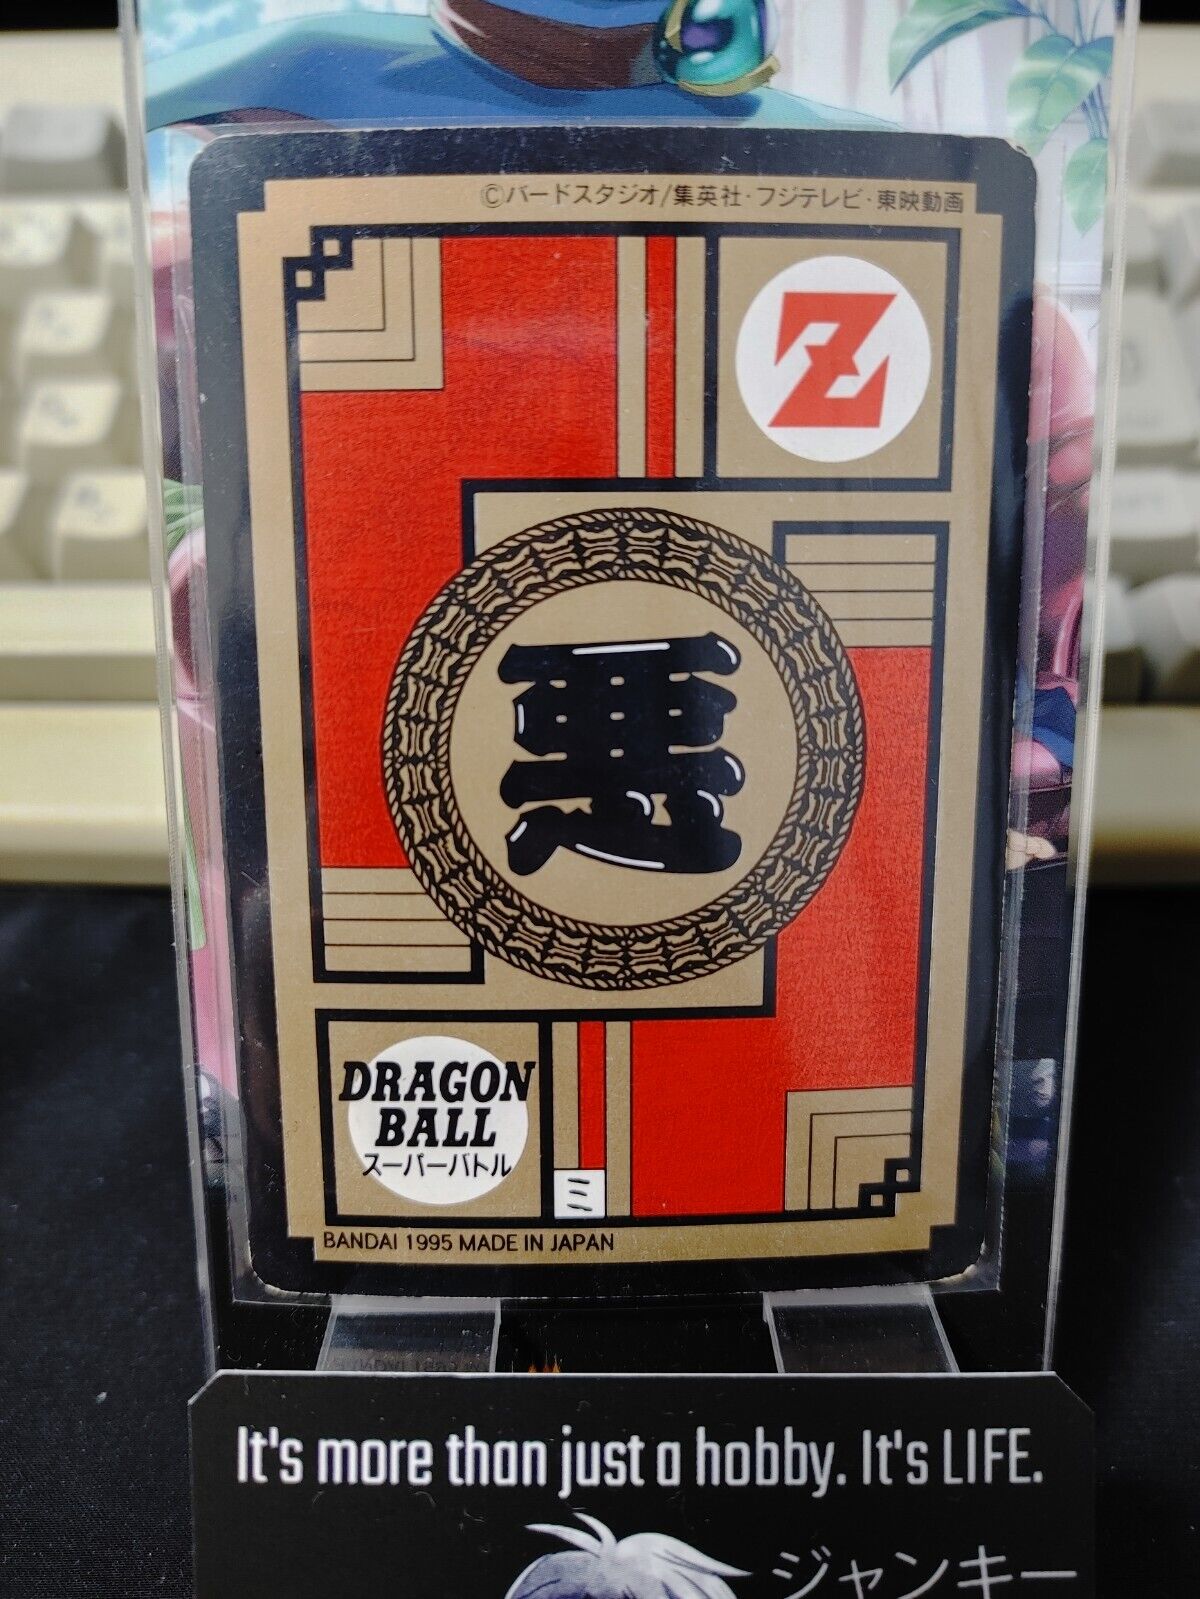 ©バードスタジオ/集英社・フジテレビ・東映動画
Z
悪
DRAGON
BALL
スーパーバトル
ミ
BANDAI 1995 MADE IN JAPAN
It's more than just a hobby. It's LIFE.
ジャンキー